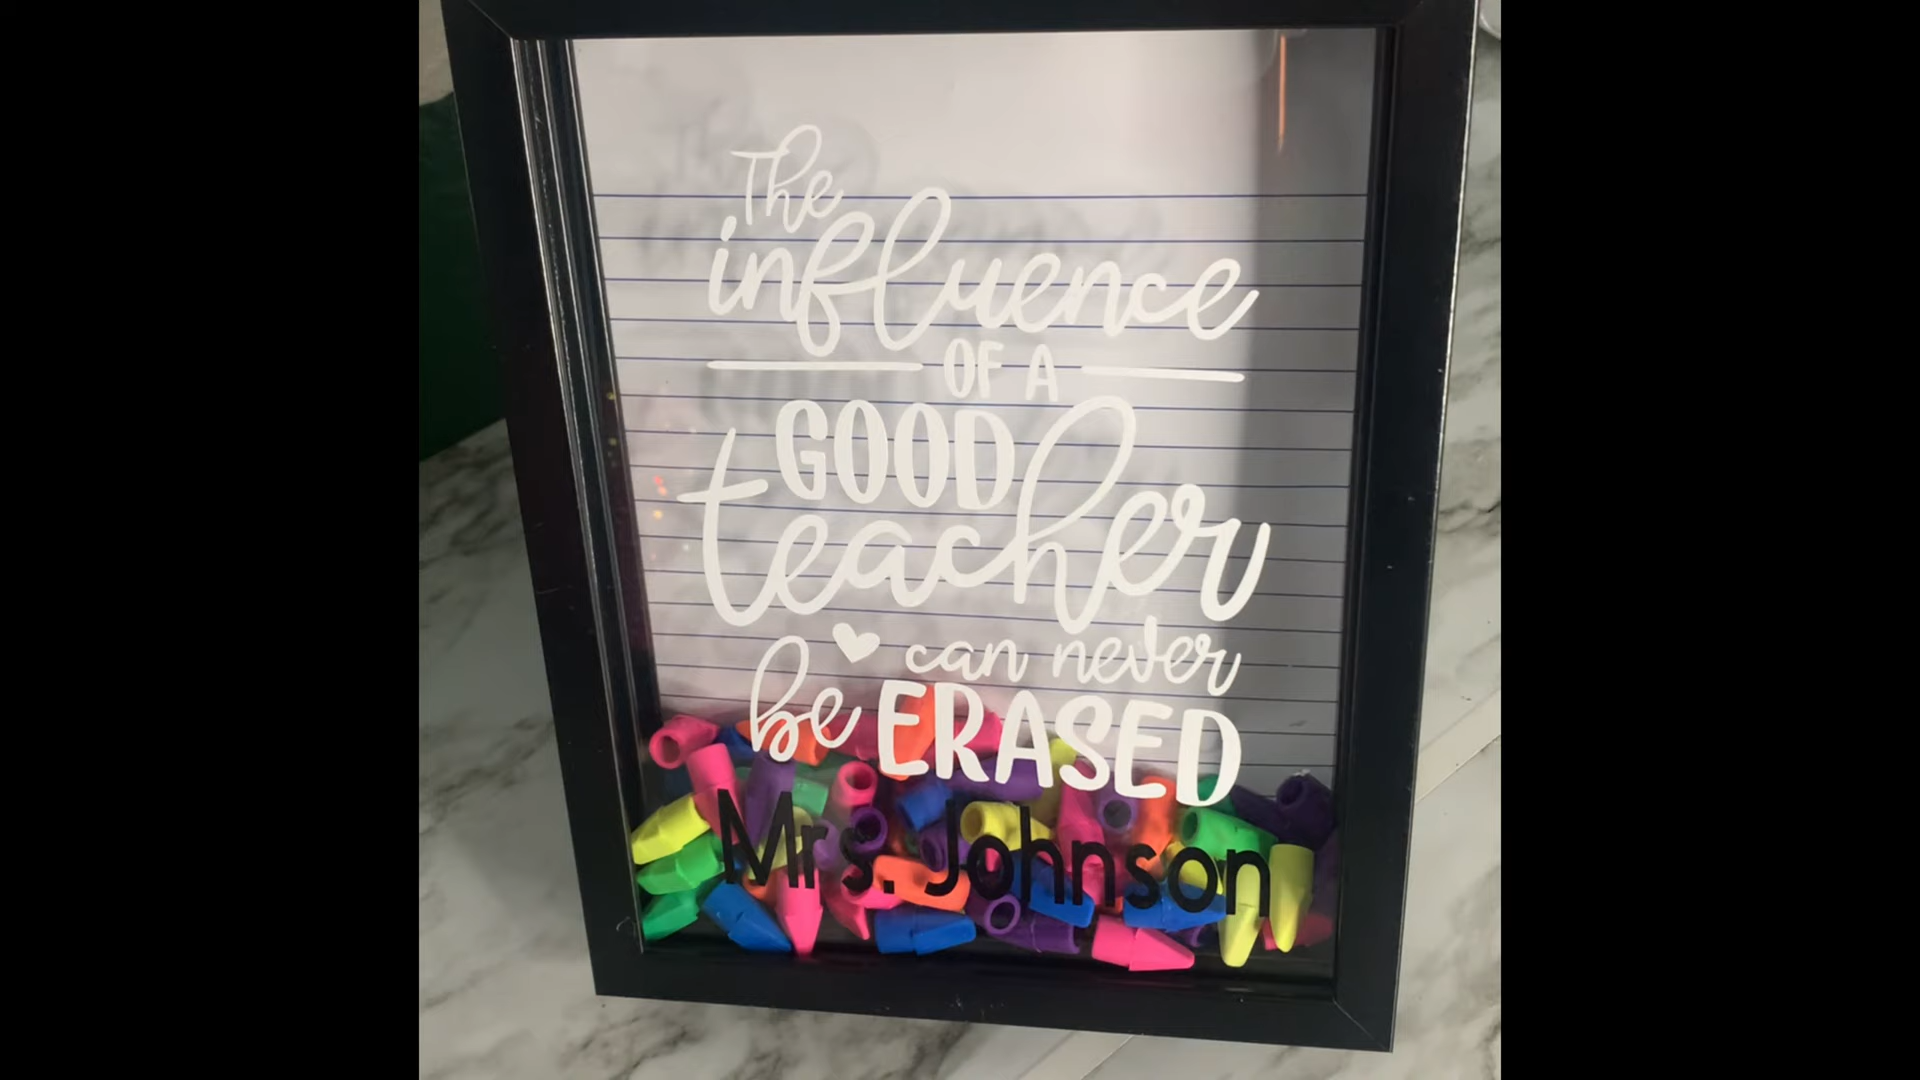 The
influence
OF A
GOOD
teacher
can never
be ERASED
Mrs. Johnson